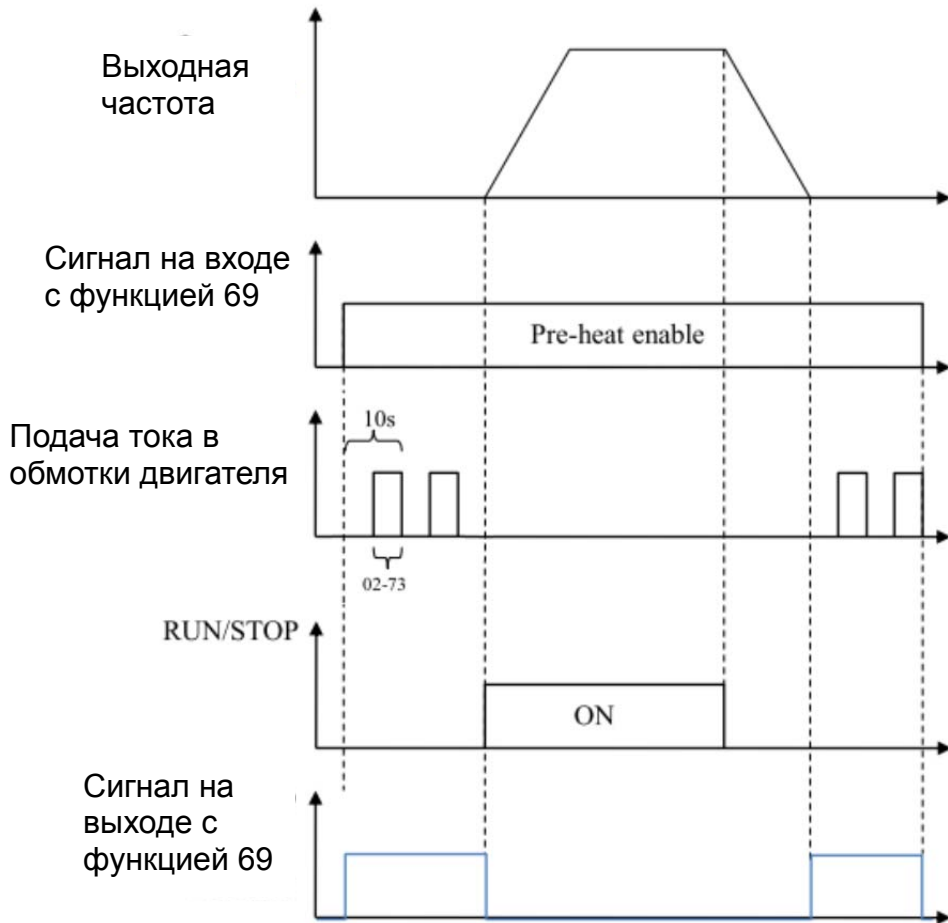 Выходная
частота
Сигнал на входе
с функцией 69
Pre-heat enable
10s
Подача тока в
обмотки двигателя
02-73
RUN/STOP
ON
Сигнал на
выходе с
функцией 69